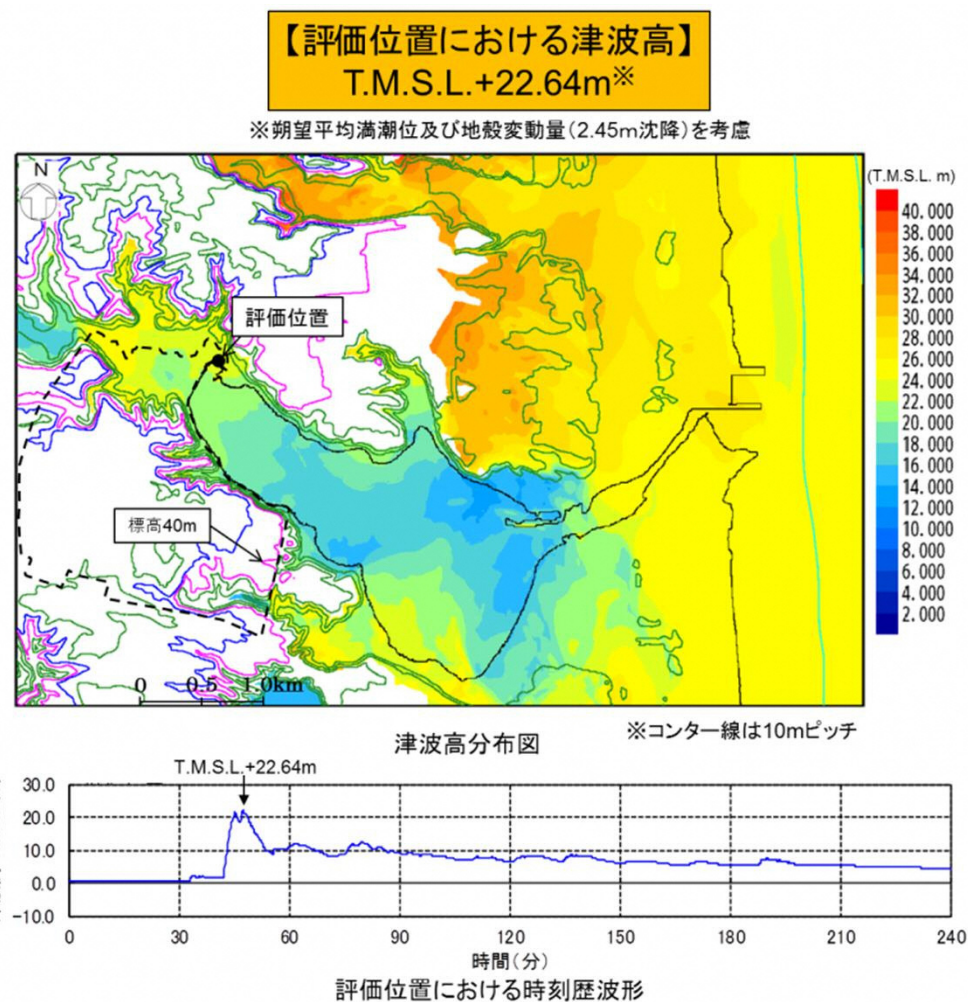 【評価位置における津波高】
T.M.S.L.+22.64m※
※朔望平均満潮位及び地殻変動量(2.45m沈降)を考慮
N
(T.M.S.L. m)
40.000
38.000
36.000
34.000
32.000
30.000
28.000
26.000
24.000
22.000
20.000
18.000
16.000
14.000
12.000
10.000
8.000
6.000
4.000
2.000
評価位置
標高40m
0 0.5 1.0km
津波高分布図
※コンター線は10mピッチ
T.M.S.L.+22.64m
30.0
20.0
10.0
0.0
-10.0
0 30 60 90 120 150 180 210 240
時間(分)
評価位置における時刻歴波形